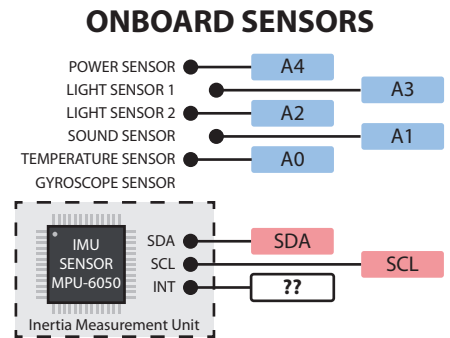 ONBOARD SENSORS
POWER SENSOR A4
LIGHT SENSOR 1 A3
LIGHT SENSOR 2 A2
SOUND SENSOR A1
TEMPERATURE SENSOR A0
GYROSCOPE SENSOR
IMU
SENSOR
MPU-6050
SDA SDA
SCL SCL
INT ??
Inertia Measurement Unit